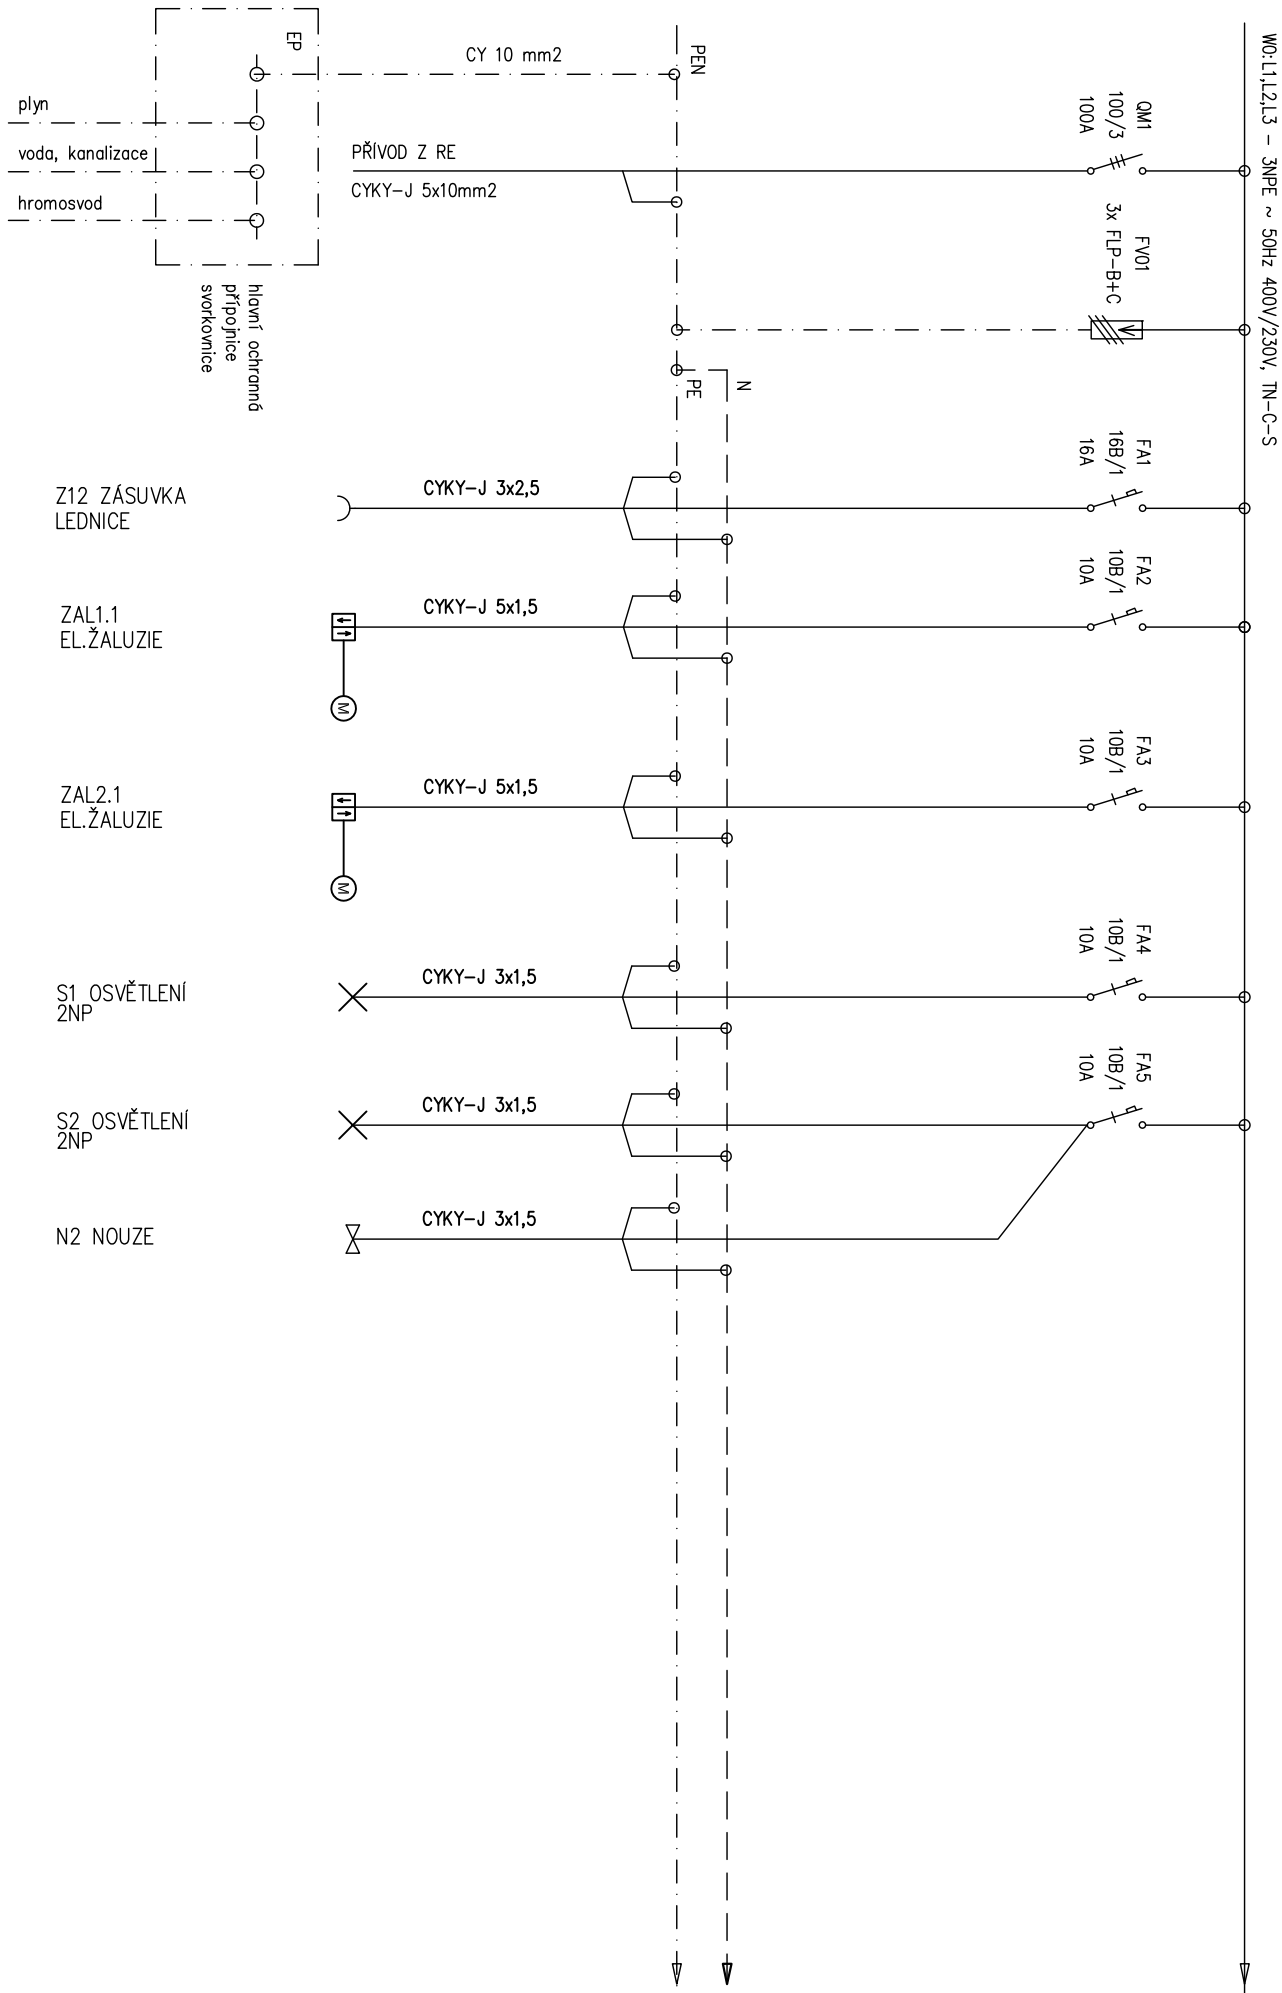 W0:L1,L2,L3 - 3NPE ~ 50Hz 400V/230V, TN-C-S
EP
CY 10 mm2
PEN
plyn
voda, kanalizace
hromosvod
hlavní ochranná
přípojnice
svorkovnice
PŘÍVOD Z RE
CYKY-J 5x10mm2
QM1
100/3
100A
FV01
3x FLP-B+C
PE
N
Z12 ZÁSUVKA
LEDNICE
CYKY-J 3x2,5
FA1
16B/1
16A
ZAL1.1
EL.ŽALUZIE
M
CYKY-J 5x1,5
FA2
10B/1
10A
ZAL2.1
EL.ŽALUZIE
M
CYKY-J 5x1,5
FA3
10B/1
10A
S1 OSVĚTLENÍ
2NP
CYKY-J 3x1,5
FA4
10B/1
10A
S2 OSVĚTLENÍ
2NP
CYKY-J 3x1,5
FA5
10B/1
10A
N2 NOUZE
CYKY-J 3x1,5